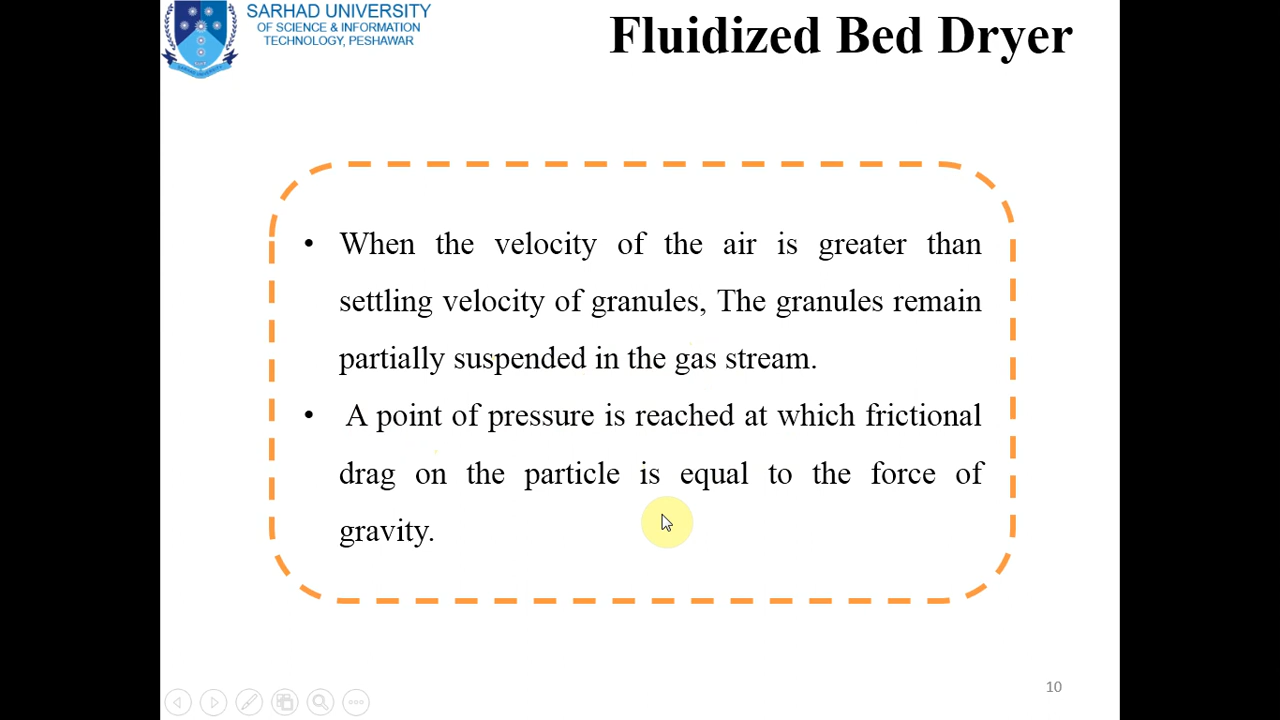 SARHAD UNIVERSITY
OF SCIENCE & INFORMATION
TECHNOLOGY, PESHAWAR
Fluidized Bed Dryer
• When the velocity of the air is greater than
settling velocity of granules, The granules remain
partially suspended in the gas stream.
• A point of pressure is reached at which frictional
drag on the particle is equal to the force of
gravity.
10